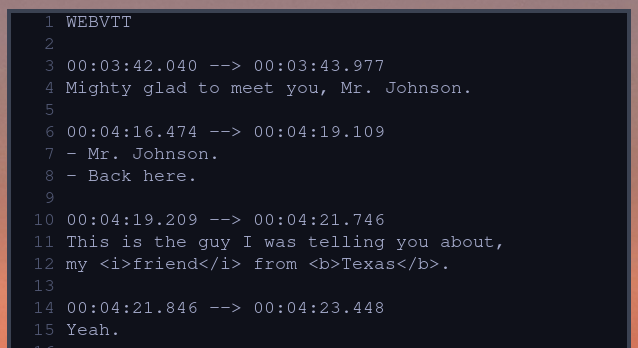 1 WEBVTT
2
3 00:03:42.040 --> 00:03:43.977
4 Mighty glad to meet you, Mr. Johnson.
5
6 00:04:16.474 --> 00:04:19.109
7 - Mr. Johnson.
8 - Back here.
9
10 00:04:19.209 --> 00:04:21.746
11 This is the guy I was telling you about,
12 my <i>friend</i> from <b>Texas</b>.
13
14 00:04:21.846 --> 00:04:23.448
15 Yeah.
16